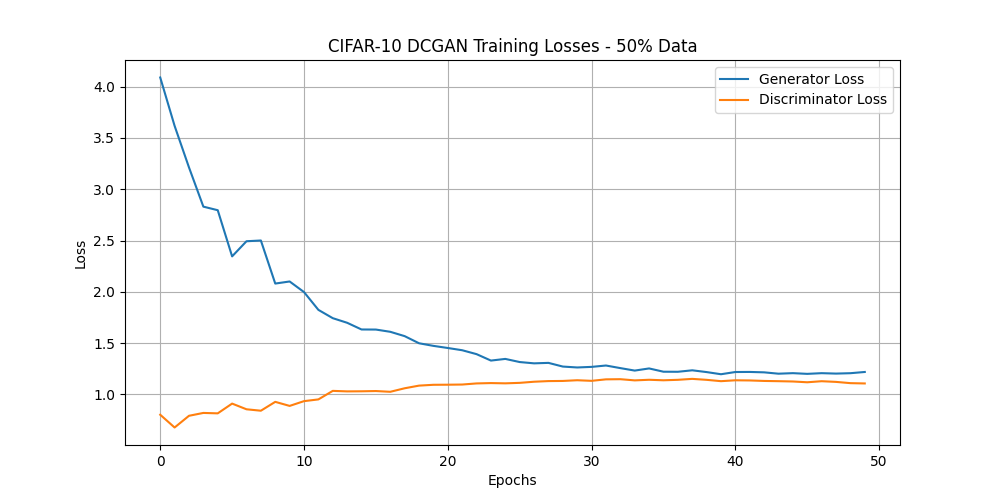 CIFAR-10 DCGAN Training Losses - 50% Data
Generator Loss
Discriminator Loss
4.0
3.5
3.0
2.5
2.0
1.5
1.0
Loss
0 10 20 30 40 50
Epochs